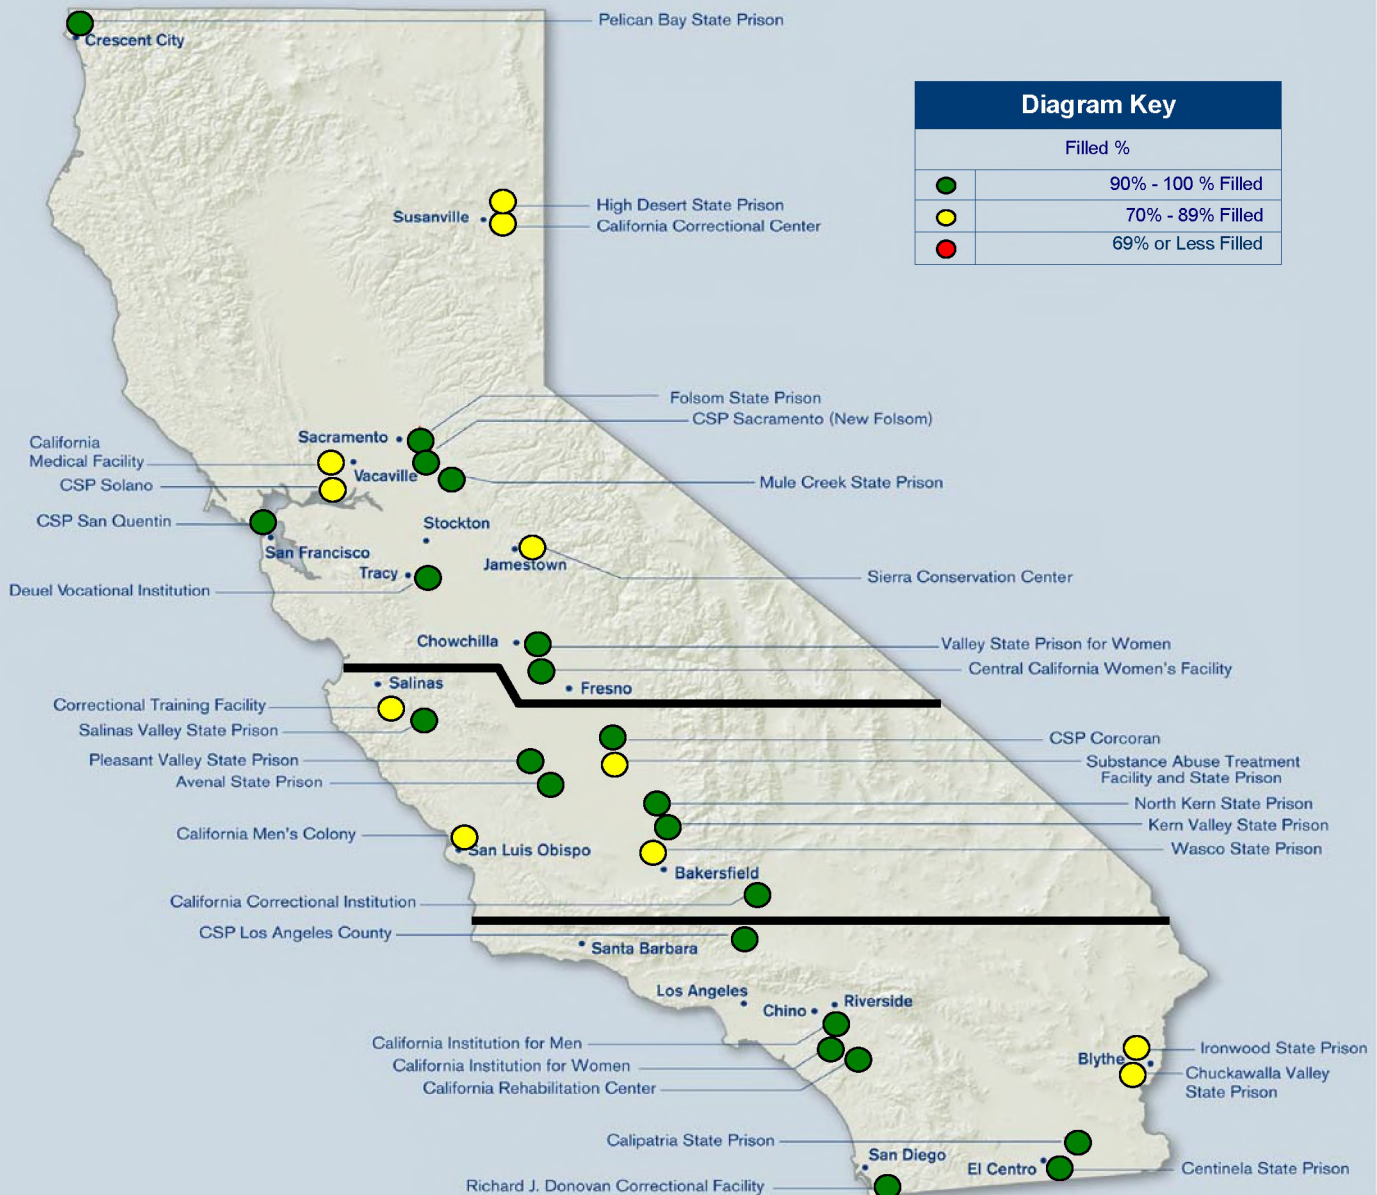 Pelican Bay State Prison
Crescent City
Diagram Key
Filled %
90% - 100 % Filled
70% - 89% Filled
69% or Less Filled
High Desert State Prison
Susanville
California Correctional Center
Folsom State Prison
CSP Sacramento (New Folsom)
Sacramento
California
Medical Facility
Vacaville
CSP Solano
Mule Creek State Prison
CSP San Quentin
Stockton
San Francisco
Jamestown
Tracy
Sierra Conservation Center
Deuel Vocational Institution
Chowchilla
Valley State Prison for Women
Central California Women's Facility
Salinas
Fresno
Correctional Training Facility
Salinas Valley State Prison
CSP Corcoran
Pleasant Valley State Prison
Substance Abuse Treatment
Facility and State Prison
Avenal State Prison
North Kern State Prison
Kern Valley State Prison
California Men's Colony
San Luis Obispo
Wasco State Prison
Bakersfield
California Correctional Institution
CSP Los Angeles County
Santa Barbara
Los Angeles
Chino
Riverside
California Institution for Men
California Institution for Women
California Rehabilitation Center
Ironwood State Prison
Blythe
Chuckawalla Valley
State Prison
Calipatria State Prison
San Diego
El Centro
Centinela State Prison
Richard J. Donovan Correctional Facility